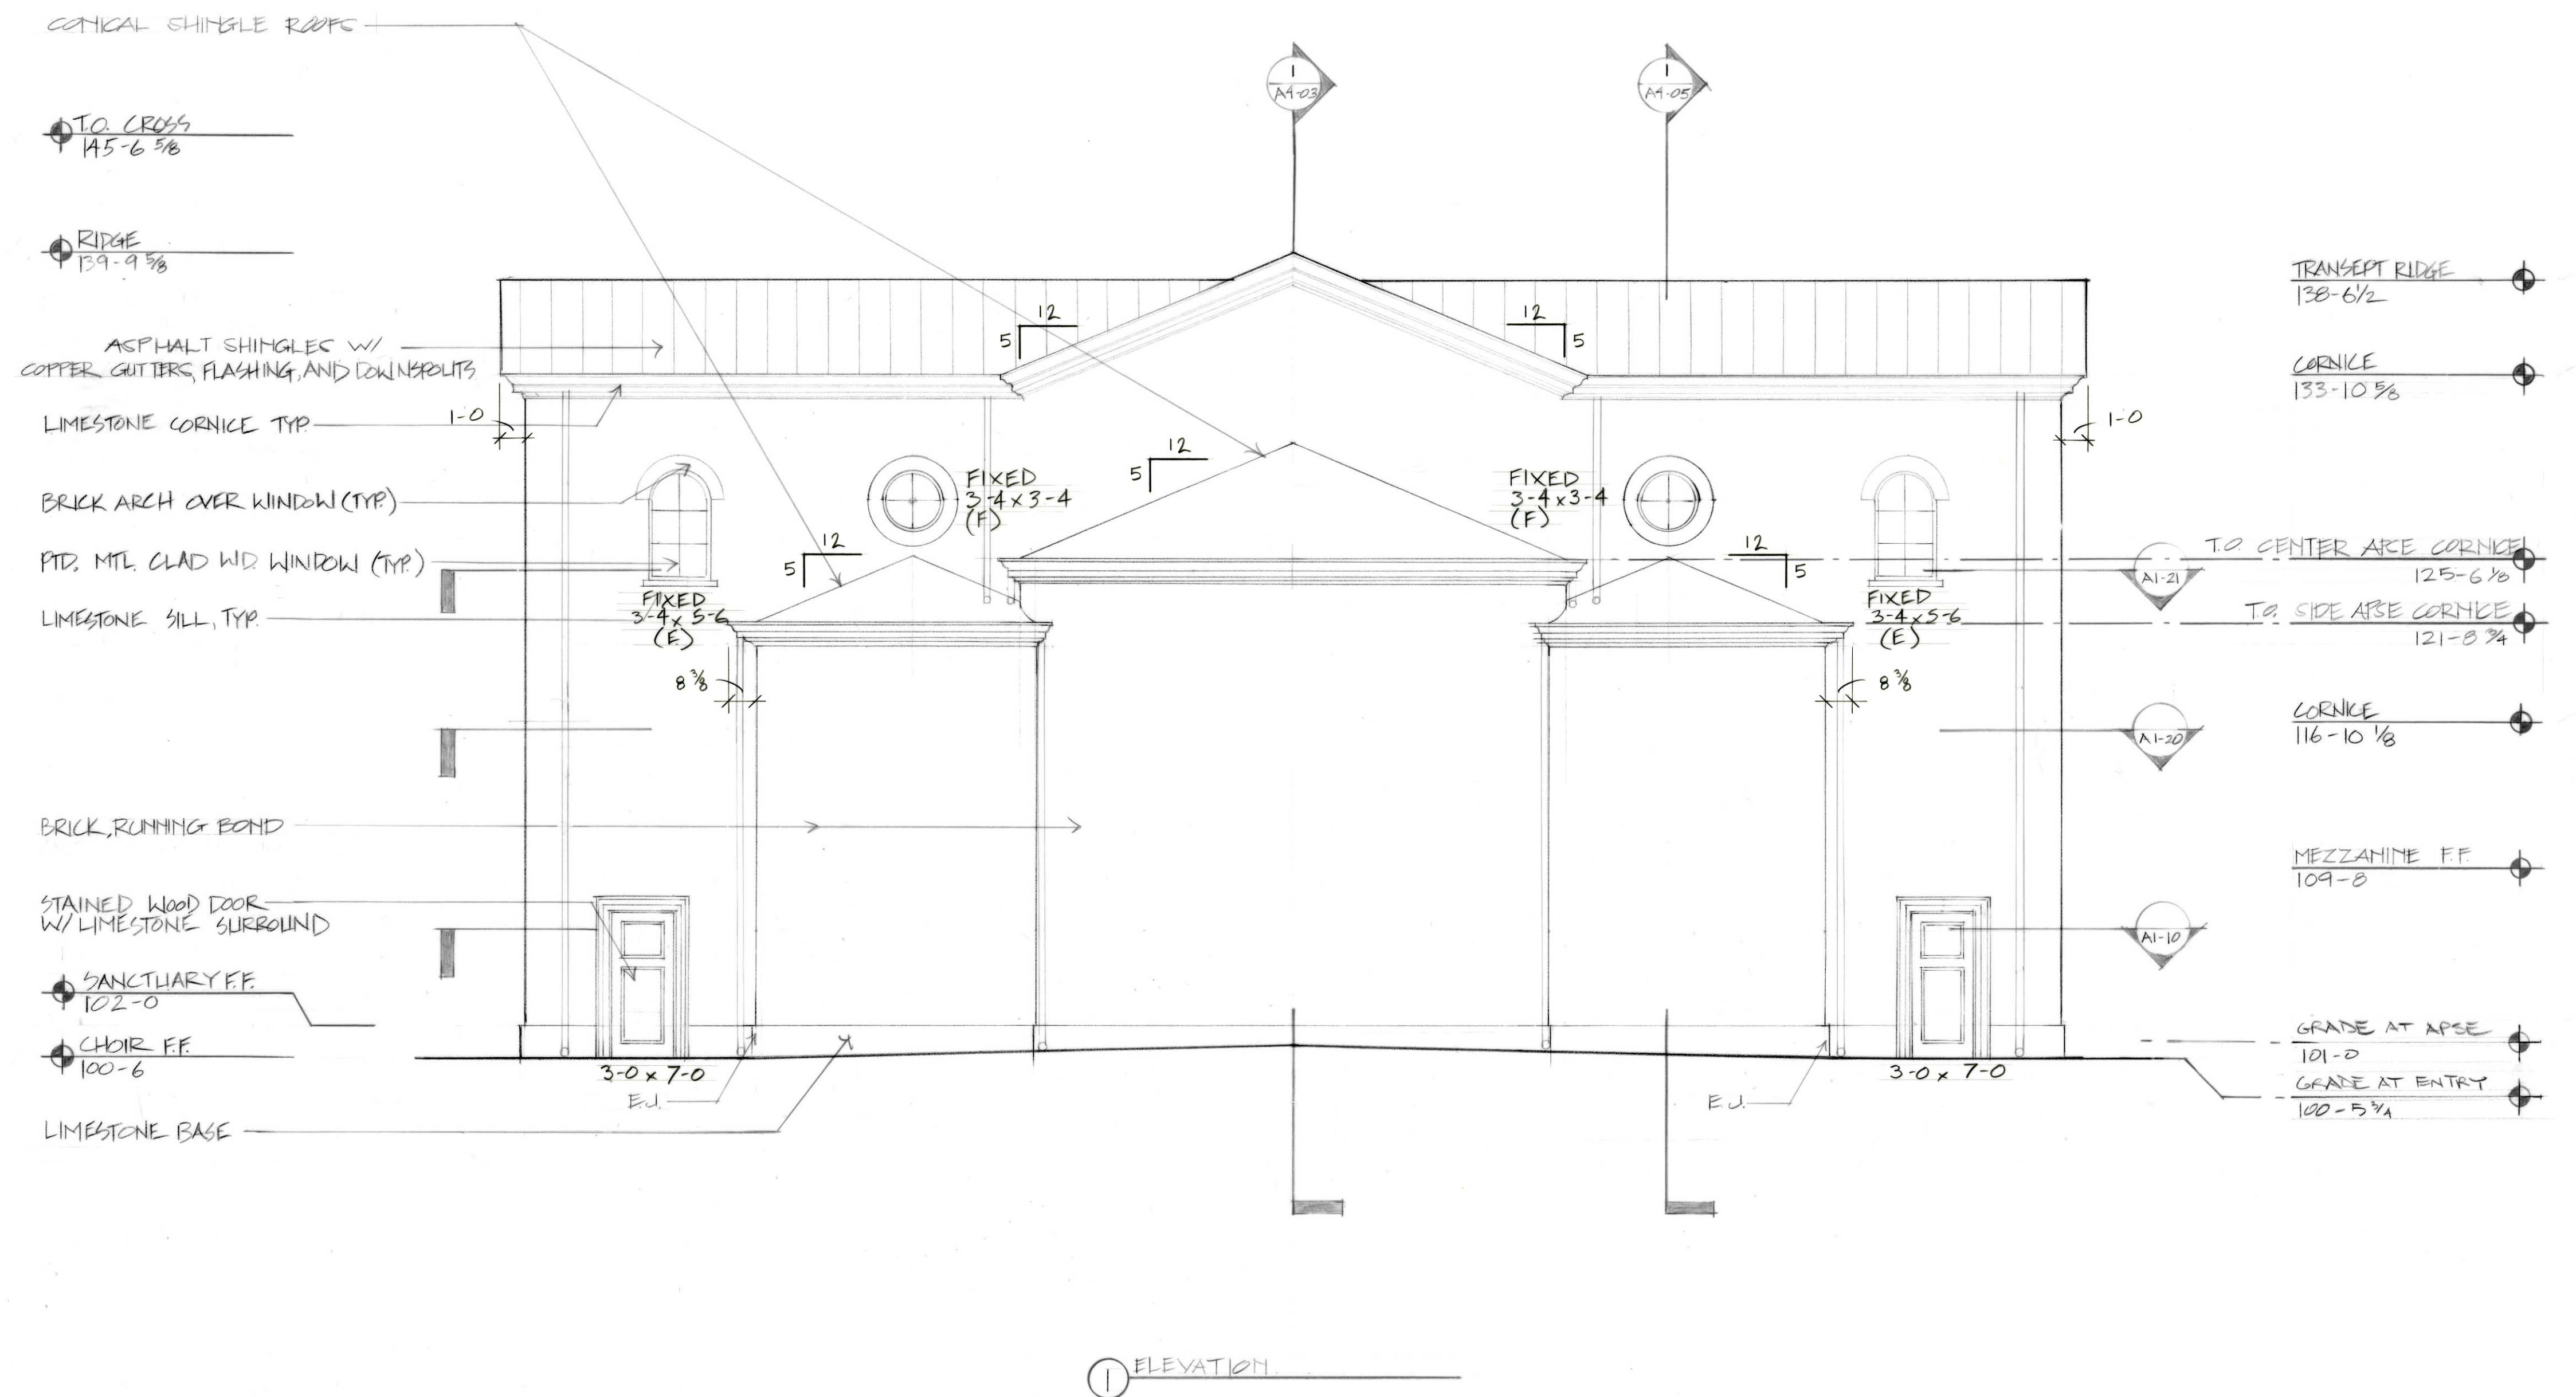 CONICAL SHINGLE ROOFS
1
A4-03
1
A4-05
T.O. CROSS
145-6 5/8
RIDGE
139-9 5/8
TRANSEPT RIDGE
138-6 1/2
12
5
12
5
ASPHALT SHINGLES W/
COPPER GUTTERS, FLASHING, AND DOWNSPOUTS
CORNICE
133-10 5/8
LIMESTONE CORNICE TYP.
1-0
1-0
12
5
BRICK ARCH OVER WINDOW (TYP.)
FIXED
3-4 x 3-4
(F)
FIXED
3-4 x 3-4
(F)
PTD. MTL. CLAD WD. WINDOW (TYP.)
12
5
12
5
T.O. CENTER APSE CORNICE
125-6 1/8
A1-21
LIMESTONE SILL, TYP.
FIXED
3-4 x 5-6
(E)
FIXED
3-4 x 5-6
(E)
T.O. SIDE APSE CORNICE
121-8 3/4
8 3/8
8 3/8
CORNICE
116-10 1/8
A1-20
BRICK, RUNNING BOND
MEZZANINE F.F.
109-8
STAINED WOOD DOOR
W/ LIMESTONE SURROUND
A1-10
SANCTUARY F.F.
102-0
CHOIR F.F.
100-6
GRADE AT APSE
101-0
3-0 x 7-0
3-0 x 7-0
GRADE AT ENTRY
100-5 3/4
E.J.
E.J.
LIMESTONE BASE
1
ELEVATION